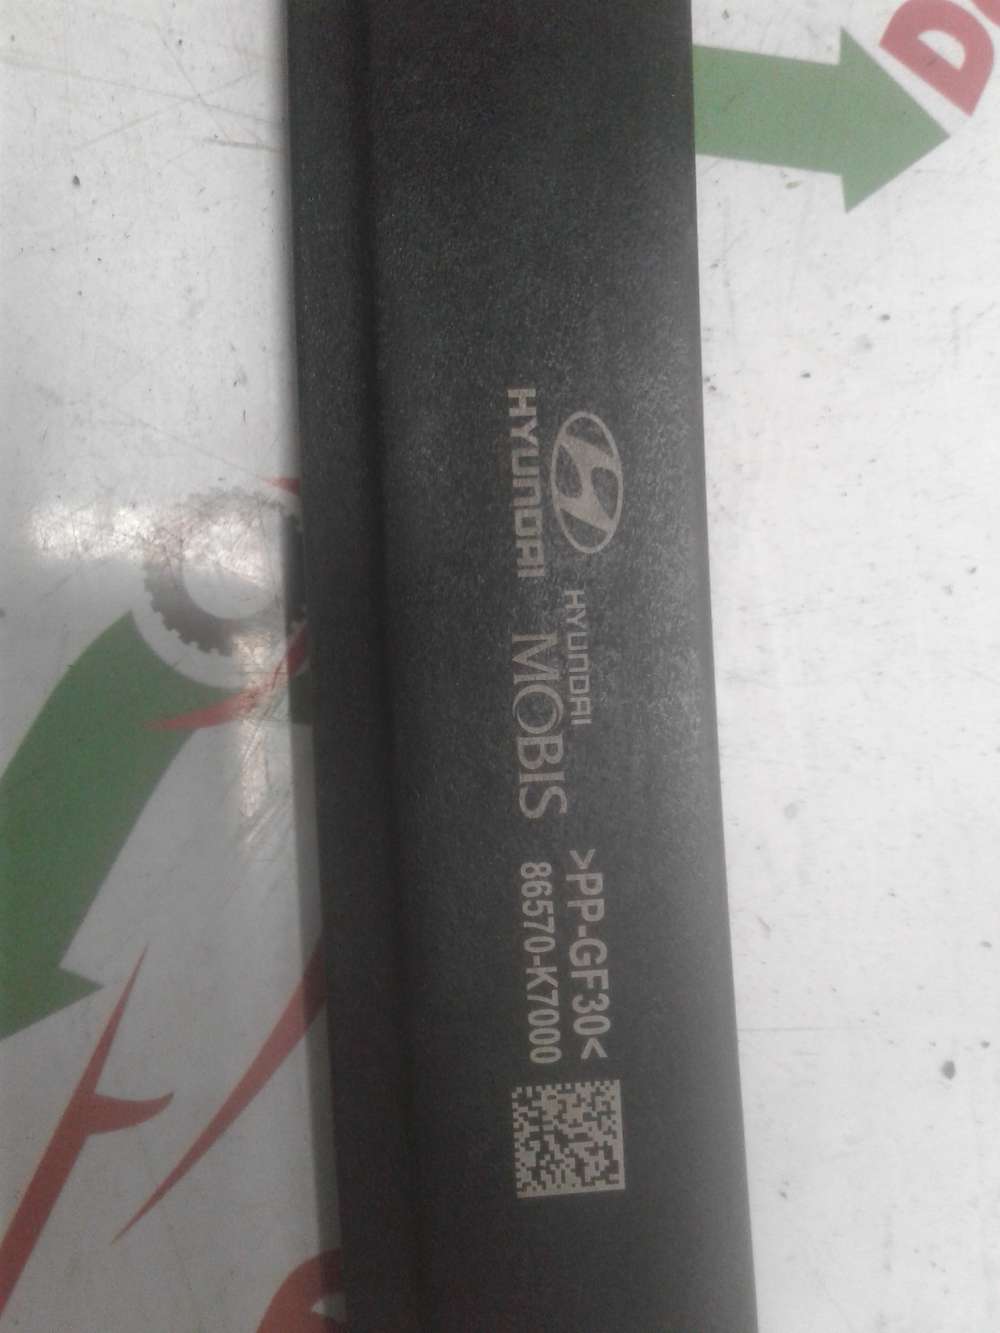 HYUNDAI
>PP-GF30<
HYUNDAI MOBIS 86570-K7000